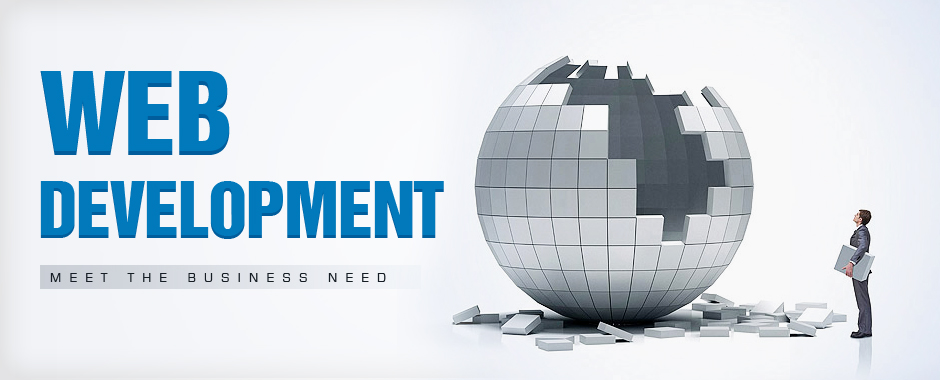 WEB
DEVELOPMENT
MEET THE BUSINESS NEED